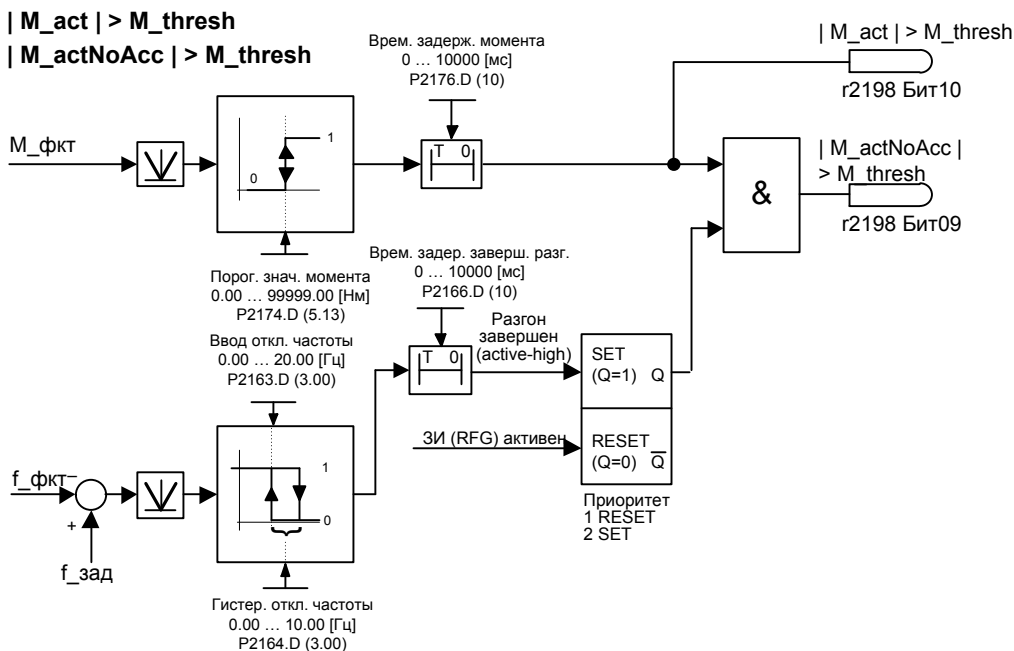 | M_act | > M_thresh
| M_actNoAcc | > M_thresh
Врем. задерж. момента
0 … 10000 [мс]
P2176.D (10)
| M_act | > M_thresh
r2198 Бит10
М_фкт
1
0
T 0
&
| M_actNoAcc |
> M_thresh
r2198 Бит09
Порог. знач. момента
0.00 … 99999.00 [Нм]
P2174.D (5.13)
Врем. задер. заверш. разг.
0 … 10000 [мс]
P2166.D (10)
Ввод откл. частоты
0.00 … 20.00 [Гц]
P2163.D (3.00)
T 0
Разгон
завершен
(active-high)
SET
(Q=1) Q
ЗИ (RFG) активен
RESET
(Q=0) Q
Приоритет
1 RESET
2 SET
f_фкт
–
+
f_зад
1
0
Гистер. откл. частоты
0.00 … 10.00 [Гц]
P2164.D (3.00)